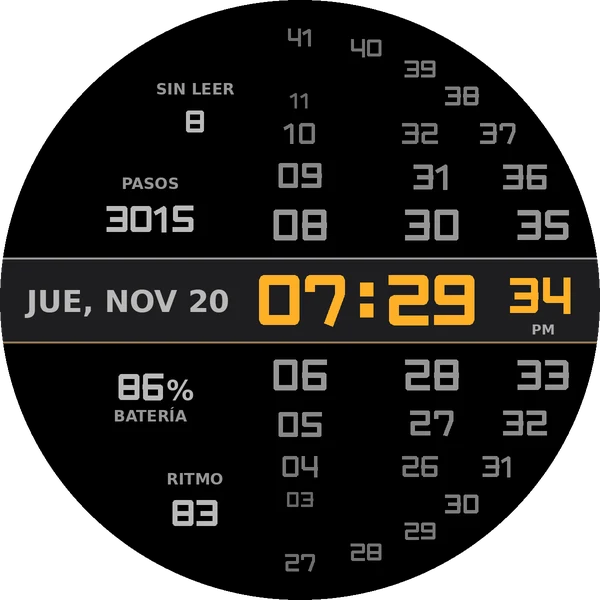 41 40
39
SIN LEER
11 38
8
10 32 37
PASOS
09 31 36
3015
08 30 35
JUE, NOV 20 07:29 34
PM
86% 06 28 33
BATERÍA
05 27 32
04 26 31
RITMO
03 30
83
29
27 28